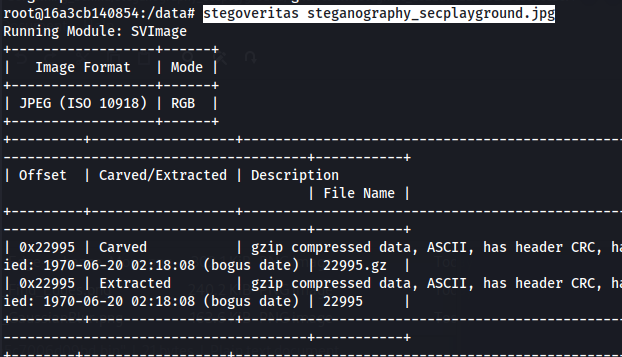 root@16a3cb140854:/data# stegoveritas steganography_secplayground.jpg
Running Module: SVImage
+------------------+------+
|   Image Format   | Mode |
+------------------+------+
| JPEG (ISO 10918) | RGB  |
+------------------+------+
+---------+-------------------+----------------------------------------------
--------------------------------------+-----------+
| Offset  | Carved/Extracted | Description
                                      | File Name |
+---------+-------------------+----------------------------------------------
--------------------------------------+-----------+
| 0x22995 | Carved           | gzip compressed data, ASCII, has header CRC, ha
ied: 1970-06-20 02:18:08 (bogus date) | 22995.gz  |
| 0x22995 | Extracted        | gzip compressed data, ASCII, has header CRC, ha
ied: 1970-06-20 02:18:08 (bogus date) | 22995     |
+---------+-------------------+----------------------------------------------
--------------------------------------+-----------+
+--------+------------------+------------------------------------------------